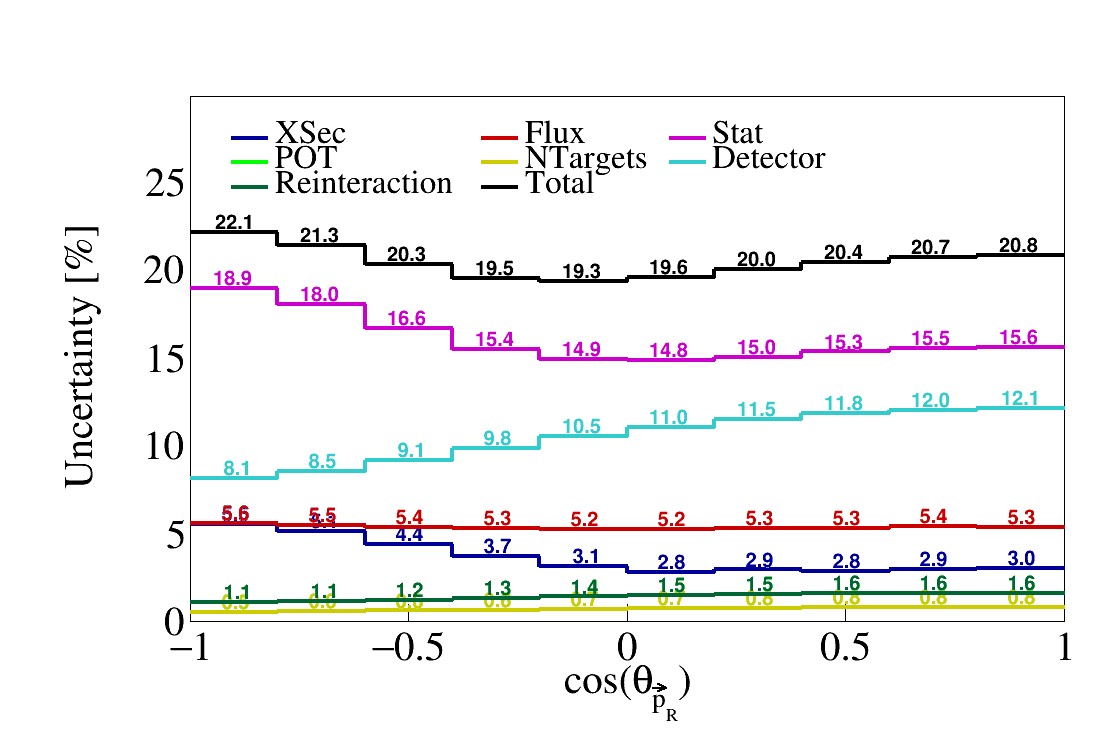 XSec Flux Stat
POT NTargets Detector
Reinteraction Total
Uncertainty [%]
25
20
15
10
5
0
22.1 21.3 20.3 19.5 19.3 19.6 20.0 20.4 20.7 20.8
18.9 18.0 16.6 15.4 14.9 14.8 15.0 15.3 15.5 15.6
8.1 8.5 9.1 9.8 10.5 11.0 11.5 11.8 12.0 12.1
5.6 5.5 5.4 5.3 5.2 5.2 5.3 5.3 5.4 5.3
4.4 3.7 3.1 2.8 2.9 2.8 2.9 3.0
1.1 1.1 1.2 1.3 1.4 1.5 1.5 1.6 1.6 1.6
0.7 0.7 0.8 0.8 0.8 0.8
−1 −0.5 0 0.5 1
cos(θ p⃗ R )